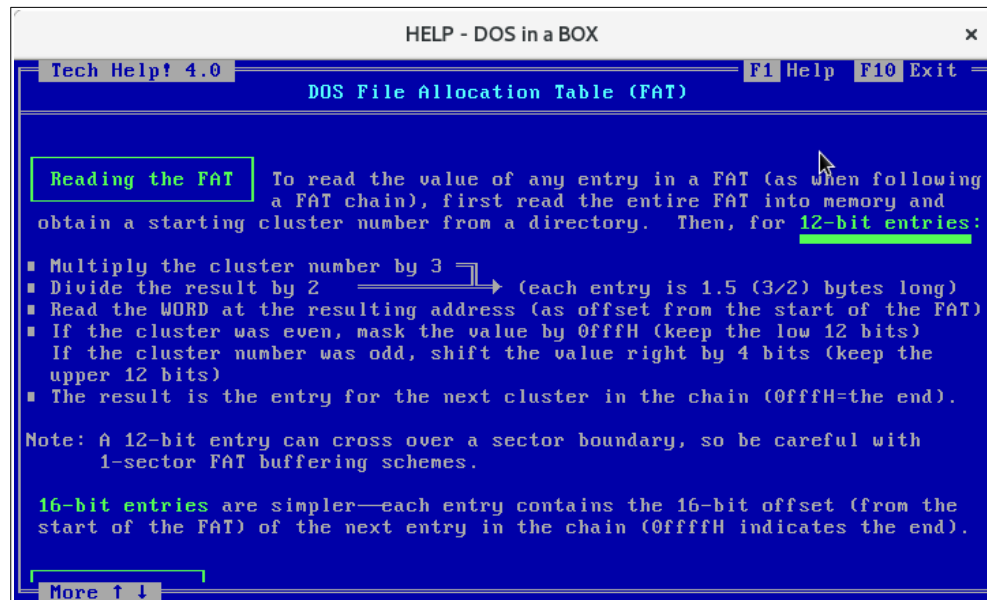 HELP - DOS in a BOX
×
Tech Help! 4.0 F1 Help F10 Exit
DOS File Allocation Table (FAT)
Reading the FAT To read the value of any entry in a FAT (as when following
a FAT chain), first read the entire FAT into memory and
obtain a starting cluster number from a directory. Then, for 12-bit entries:
■ Multiply the cluster number by 3
■ Divide the result by 2 (each entry is 1.5 (3/2) bytes long)
■ Read the WORD at the resulting address (as offset from the start of the FAT)
■ If the cluster was even, mask the value by 0fffH (keep the low 12 bits)
If the cluster number was odd, shift the value right by 4 bits (keep the
upper 12 bits)
■ The result is the entry for the next cluster in the chain (0fffH=the end).
Note: A 12-bit entry can cross over a sector boundary, so be careful with
1-sector FAT buffering schemes.
16-bit entries are simpler—each entry contains the 16-bit offset (from the
start of the FAT) of the next entry in the chain (0ffffH indicates the end).
More ↑ ↓